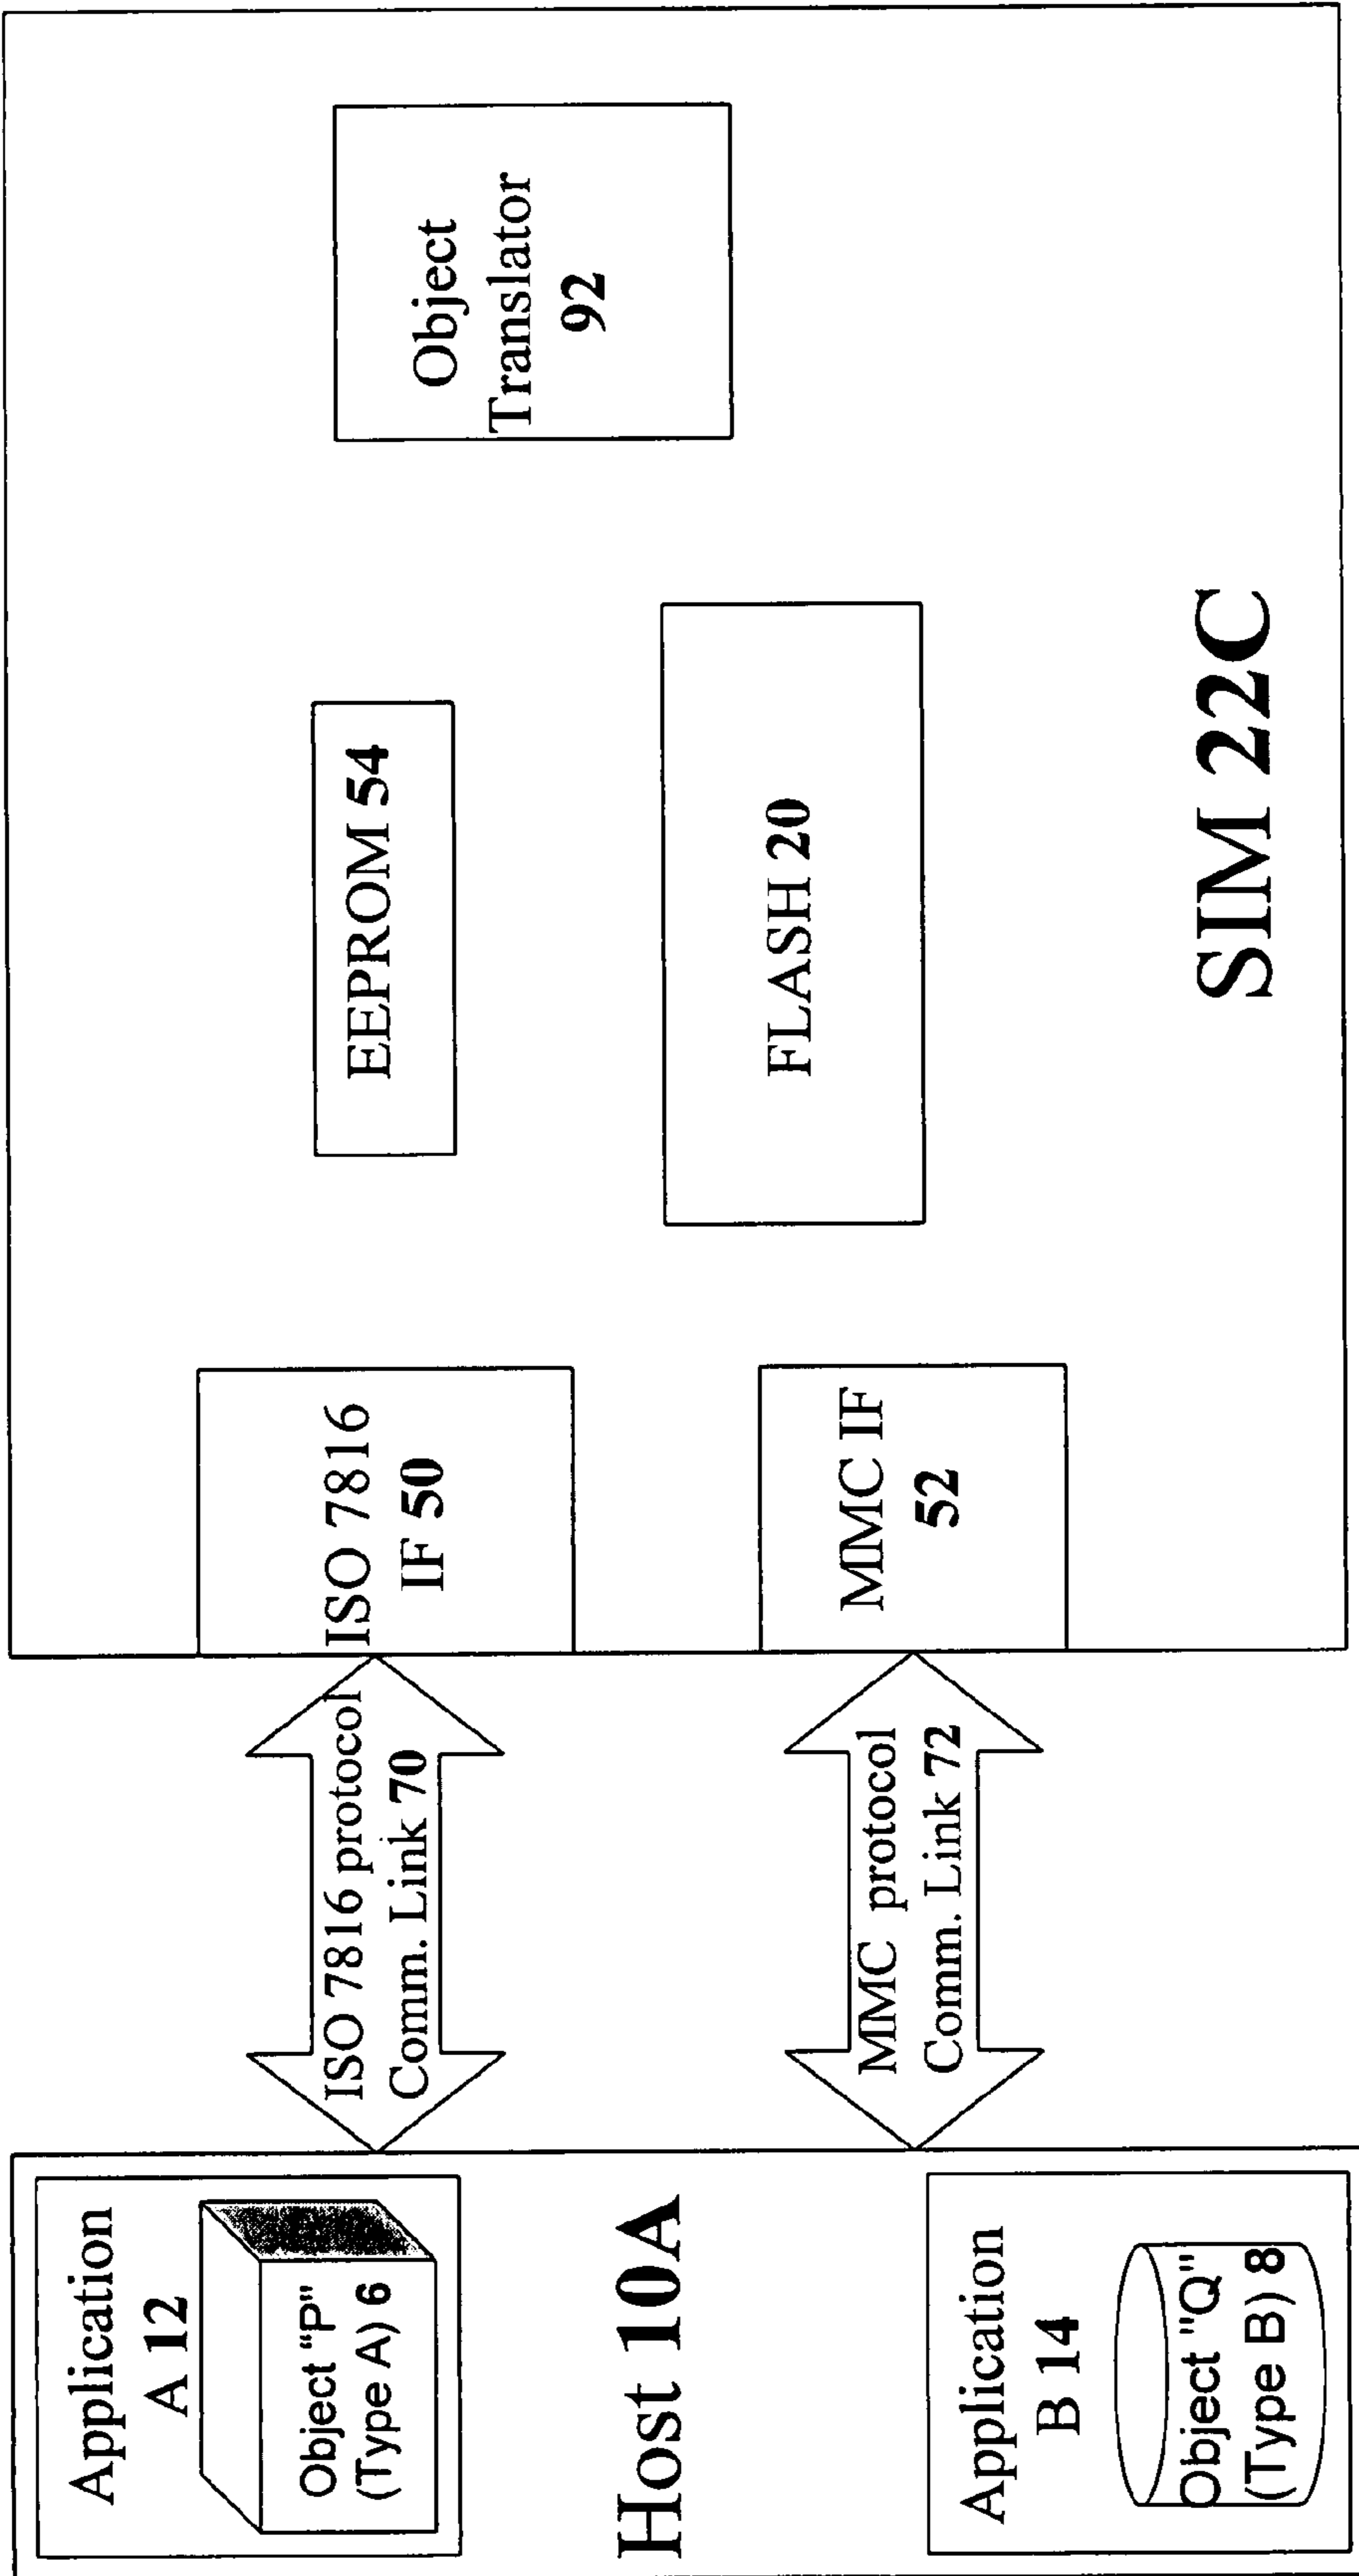 Application
A 12
Object “P”
(Type A) 6
Host 10A
Application
B 14
Object "Q"
(Type B) 8
ISO 7816 protocol
Comm. Link 70
MMC protocol
Comm. Link 72
ISO 7816
IF 50
MMC IF
52
EEPROM 54
FLASH 20
Object
Translator
92
SIM 22C